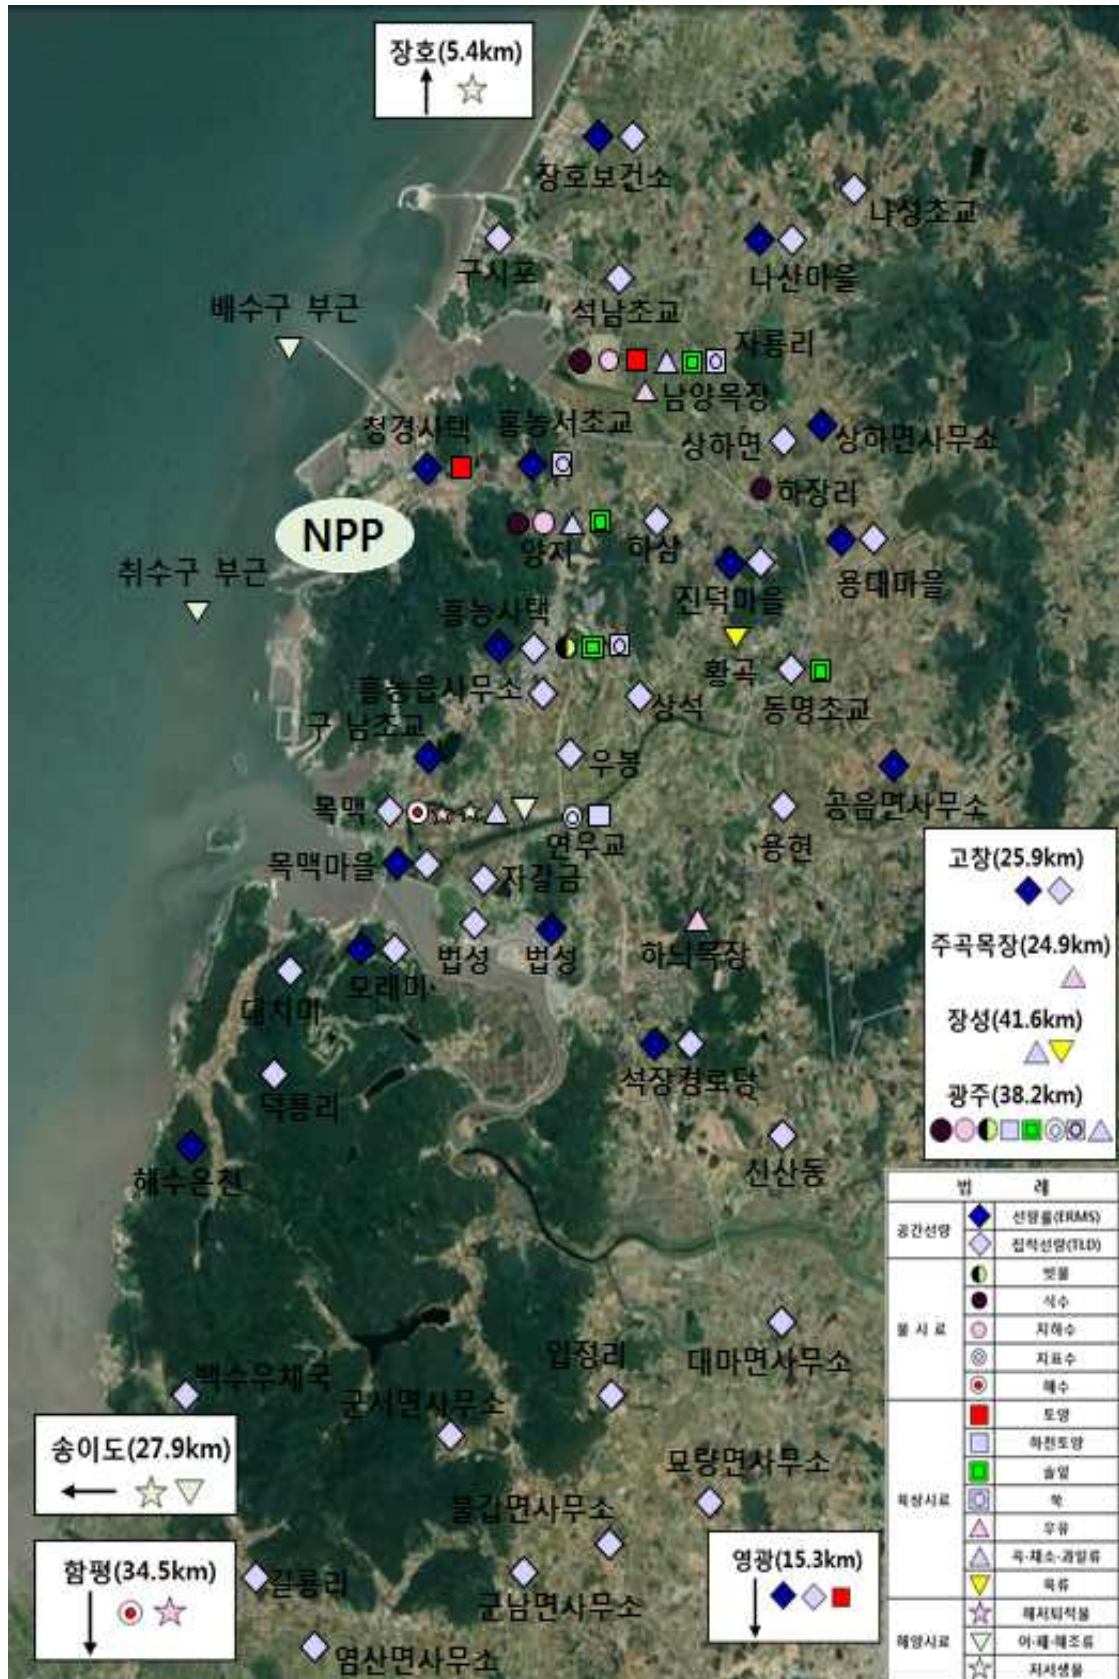 장호(5.4km)
장호보건소
나성초교
구시포
나산마을
석남초교
배수구 부근
자룡리
남양목장
청경사택
홍농서초교
상하면
상하면사무소
하장리
NPP
양지
하삼
취수구 부근
진덕마을
용대마을
홍농사택
황곡
홍농읍사무소
상석
동명초교
구 남초교
우봉
공음면사무소
목맥
연우교
용현
목맥마을
자갈금
고창(25.9km)
법성
법성
하늬목장
주곡목장(24.9km)
모래미
대치미
장성(41.6km)
석장경로당
덕룡리
광주(38.2km)
신산동
해수온천
범 례
공간선량
선량률(ERMS)
집적선량(TLD)
물 시 료
빗물
식수
지하수
지표수
해수
육상시료
토양
하천토양
솔잎
쑥
우유
곡·채소·과일류
육류
해양시료
해저퇴적물
어·패·해조류
저서생물
입정리
대마면사무소
백수우체국
군서면사무소
송이도(27.9km)
묘량면사무소
불갑면사무소
영광(15.3km)
함평(34.5km)
길룡리
군남면사무소
염산면사무소